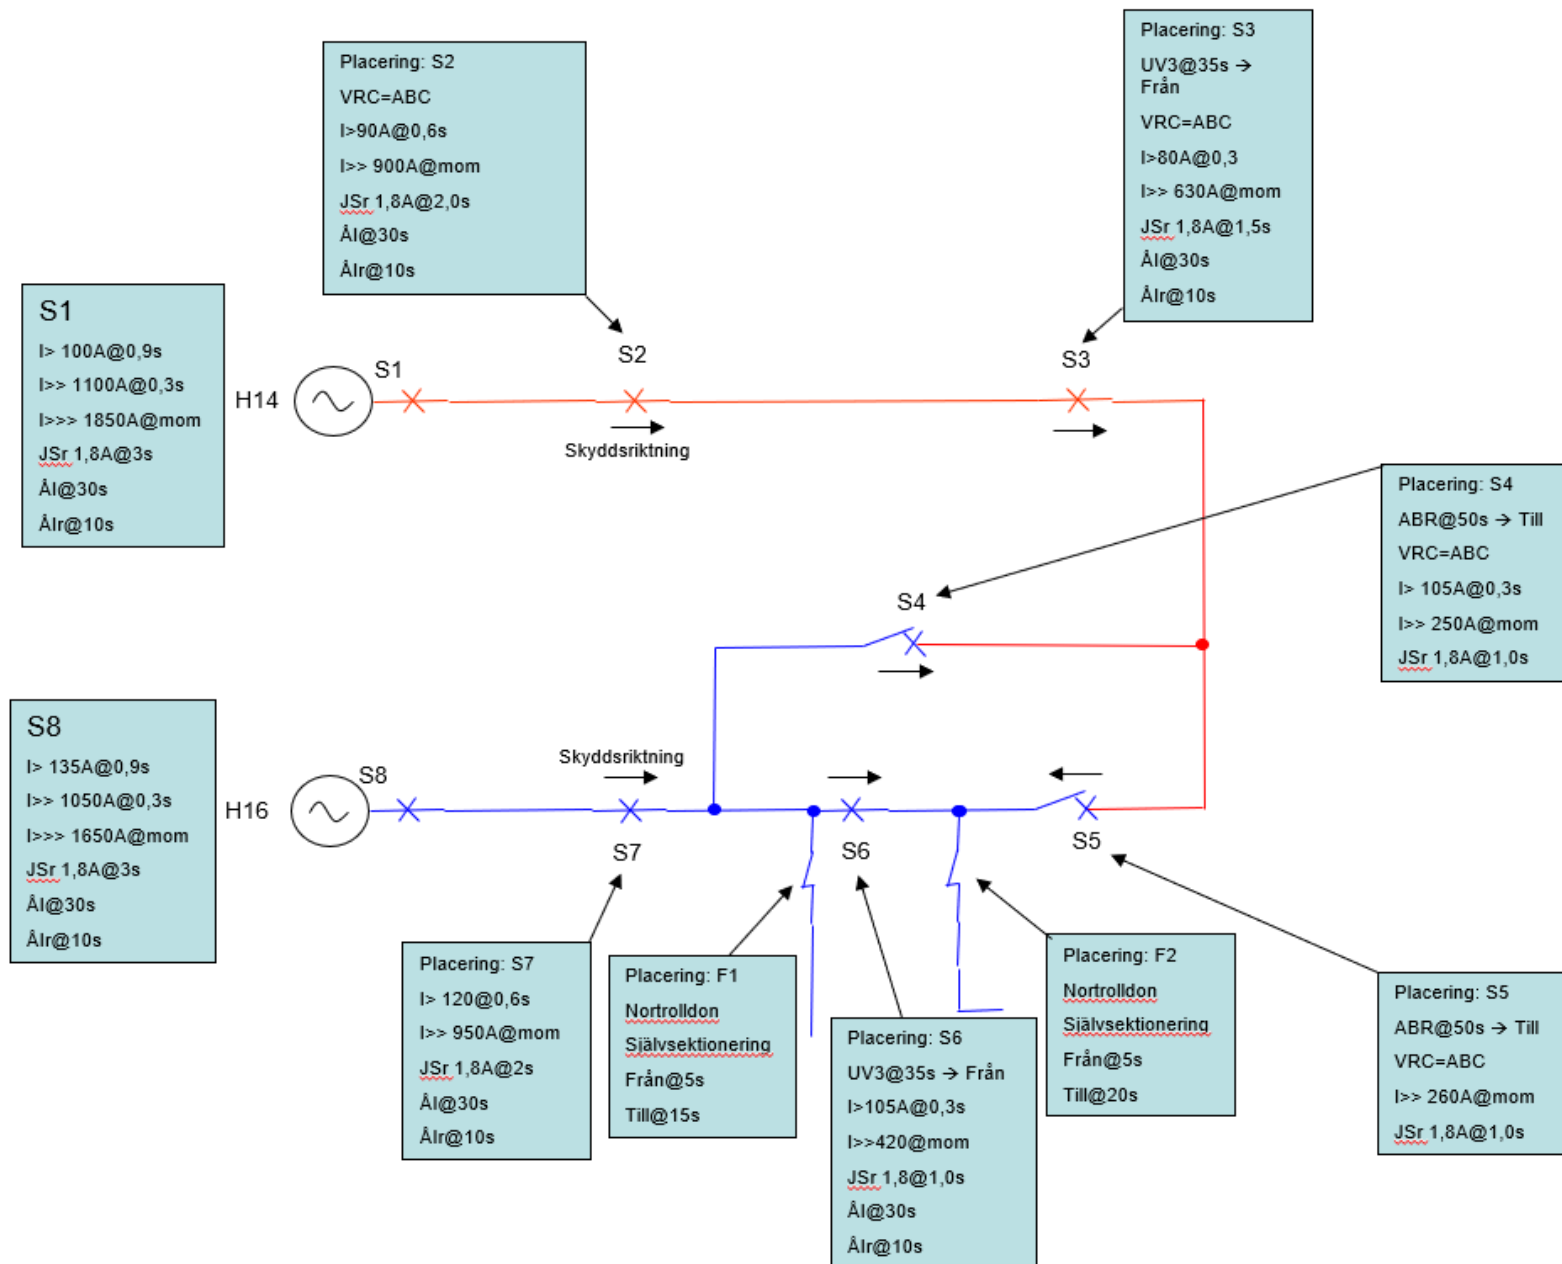 Placering: S2
VRC=ABC
I>90A@0,6s
I>> 900A@mom
JSr 1,8A@2,0s
ÅI@30s
ÅIr@10s
Placering: S3
UV3@35s →
Från
VRC=ABC
I>80A@0,3
I>> 630A@mom
JSr 1,8A@1,5s
ÅI@30s
ÅIr@10s
S1
I> 100A@0,9s
I>> 1100A@0,3s
I>>> 1850A@mom
JSr 1,8A@3s
ÅI@30s
ÅIr@10s
H14
S1
S2
S3
Skyddsriktning
Placering: S4
ABR@50s → Till
VRC=ABC
I> 105A@0,3s
I>> 250A@mom
JSr 1,8A@1,0s
S4
S8
I> 135A@0,9s
I>> 1050A@0,3s
I>>> 1650A@mom
JSr 1,8A@3s
ÅI@30s
ÅIr@10s
H16
S8
Skyddsriktning
S7
S6
S5
Placering: S7
I> 120@0,6s
I>> 950A@mom
JSr 1,8A@2s
ÅI@30s
ÅIr@10s
Placering: F1
Nortrolldon
Självsektionering
Från@5s
Till@15s
Placering: S6
UV3@35s → Från
I>105A@0,3s
I>>420@mom
JSr 1,8@1,0s
ÅI@30s
ÅIr@10s
Placering: F2
Nortrolldon
Självsektionering
Från@5s
Till@20s
Placering: S5
ABR@50s → Till
VRC=ABC
I>> 260A@mom
JSr 1,8A@1,0s